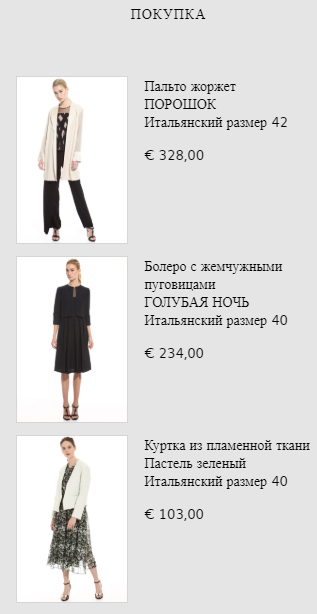 ПОКУПКА
Пальто жоржет
ПОРОШОК
Итальянский размер 42
€ 328,00
Болеро с жемчужными
пуговицами
ГОЛУБАЯ НОЧЬ
Итальянский размер 40
€ 234,00
Куртка из пламенной ткани
Пастель зеленый
Итальянский размер 40
€ 103,00